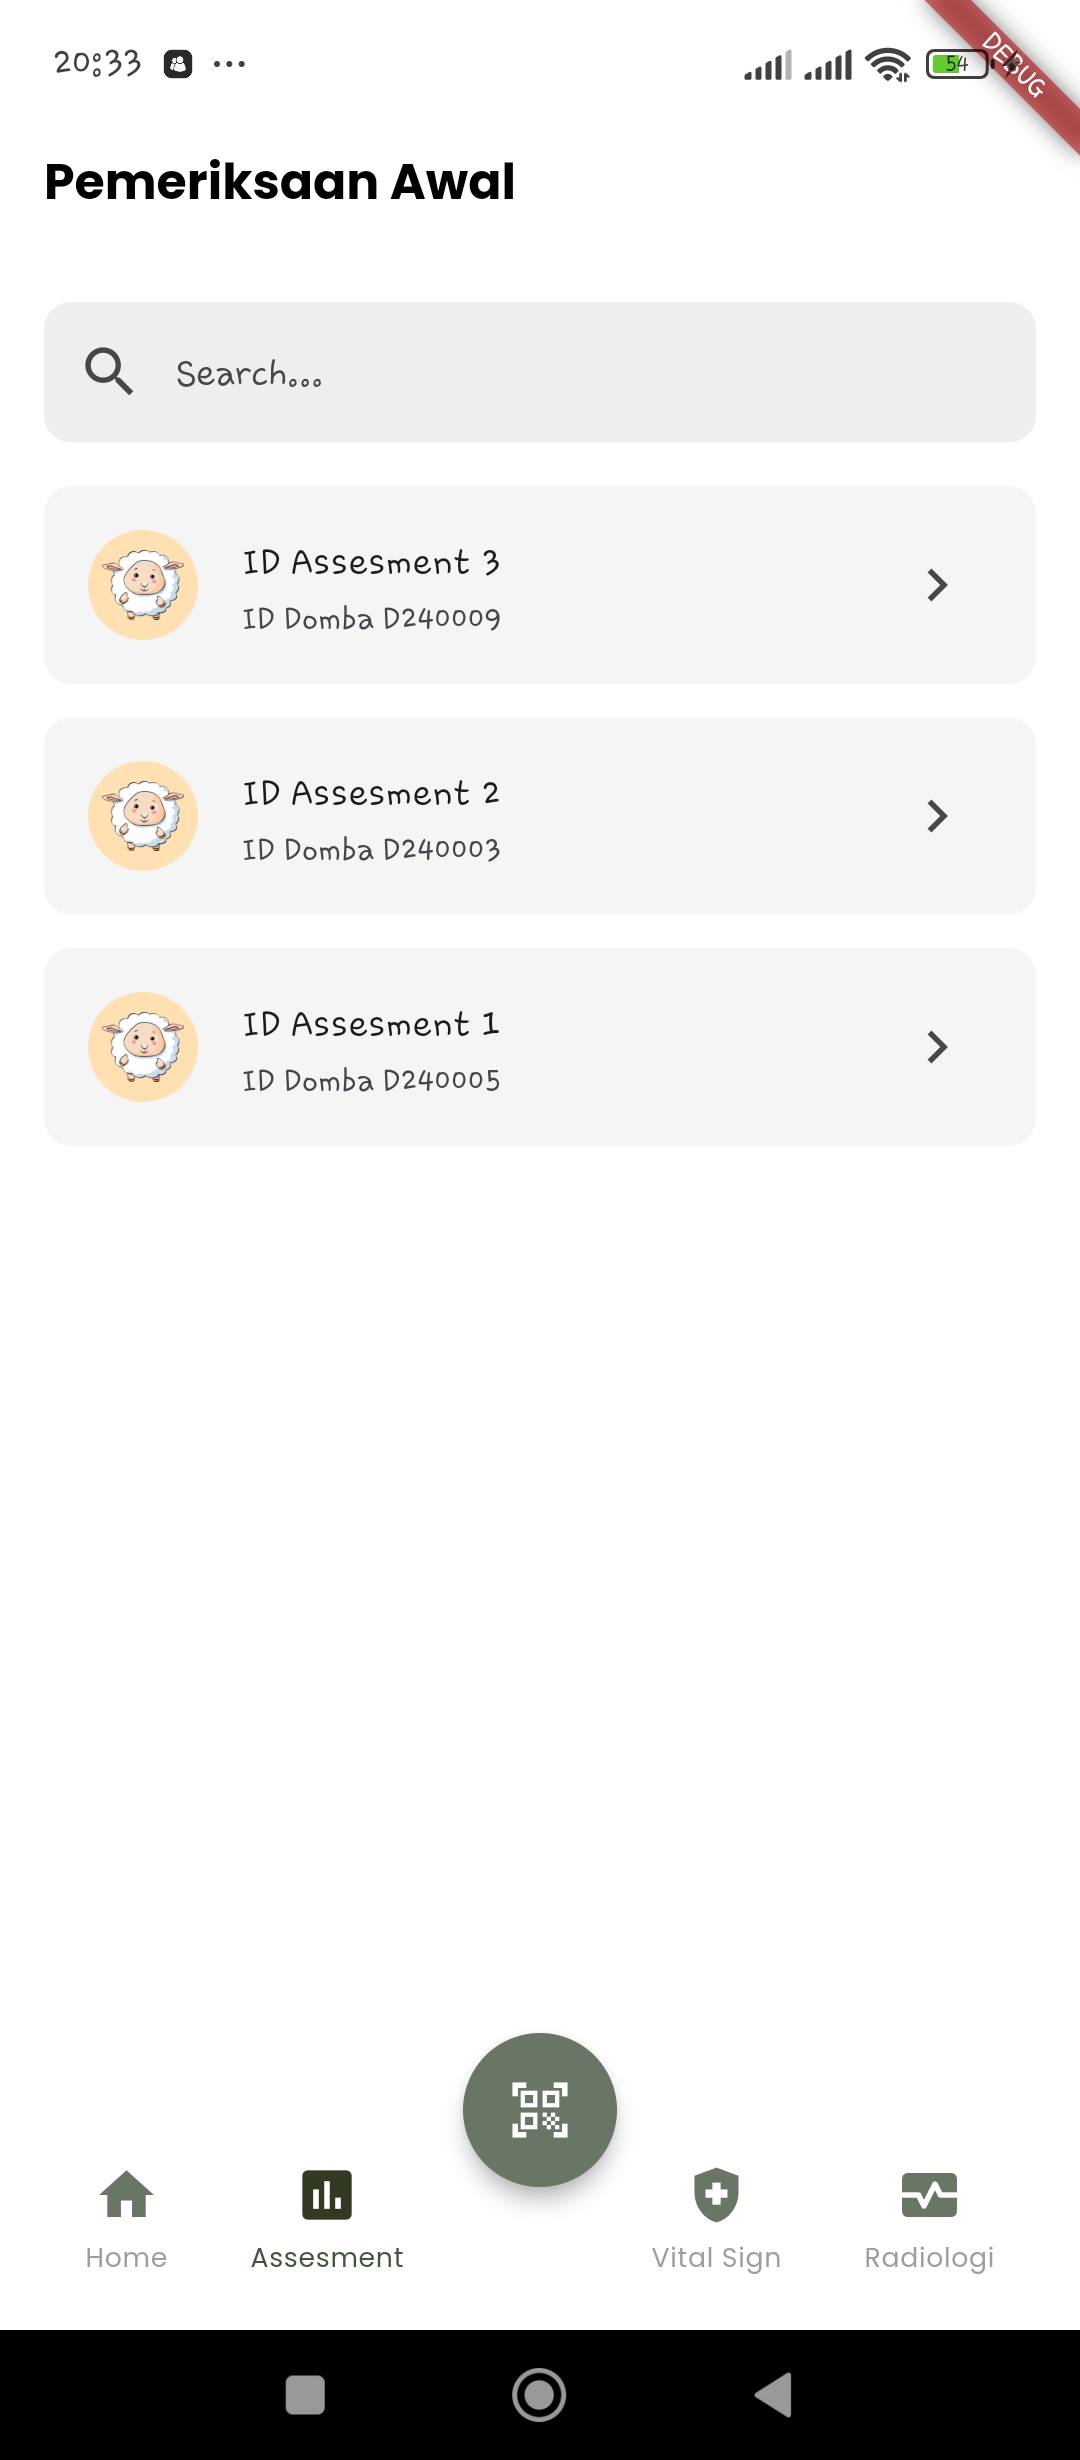 20:33
54
DEBUG
Pemeriksaan Awal
Search...
ID Assesment 3
ID Domba D240009
ID Assesment 2
ID Domba D240003
ID Assesment 1
ID Domba D240005
Home
Assesment
Vital Sign
Radiologi